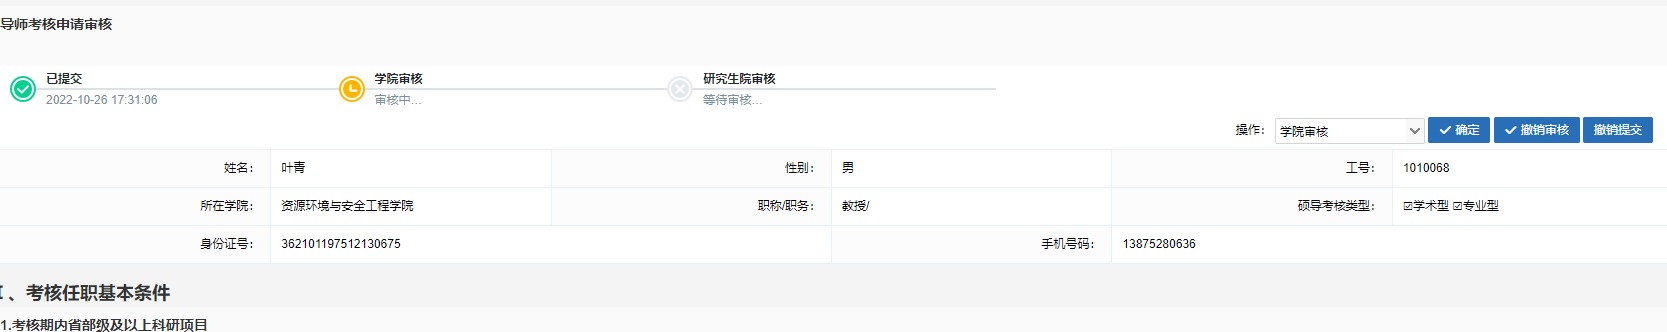 导师考核申请审核
已提交 学院审核 研究生院审核
2022-10-26 17:31:06 审核中... 等待审核...
操作： 学院审核 确定 撤销审核 撤销提交
姓名： 叶青 性别： 男 工号： 1010068
所在学院： 资源环境与安全工程学院 职称/职务： 教授/ 硕导考核类型： ☑学术型 ☑专业型
身份证号： 362101197512130675 手机号码： 13875280636
、考核任职基本条件
1.考核期内省部级及以上科研项目